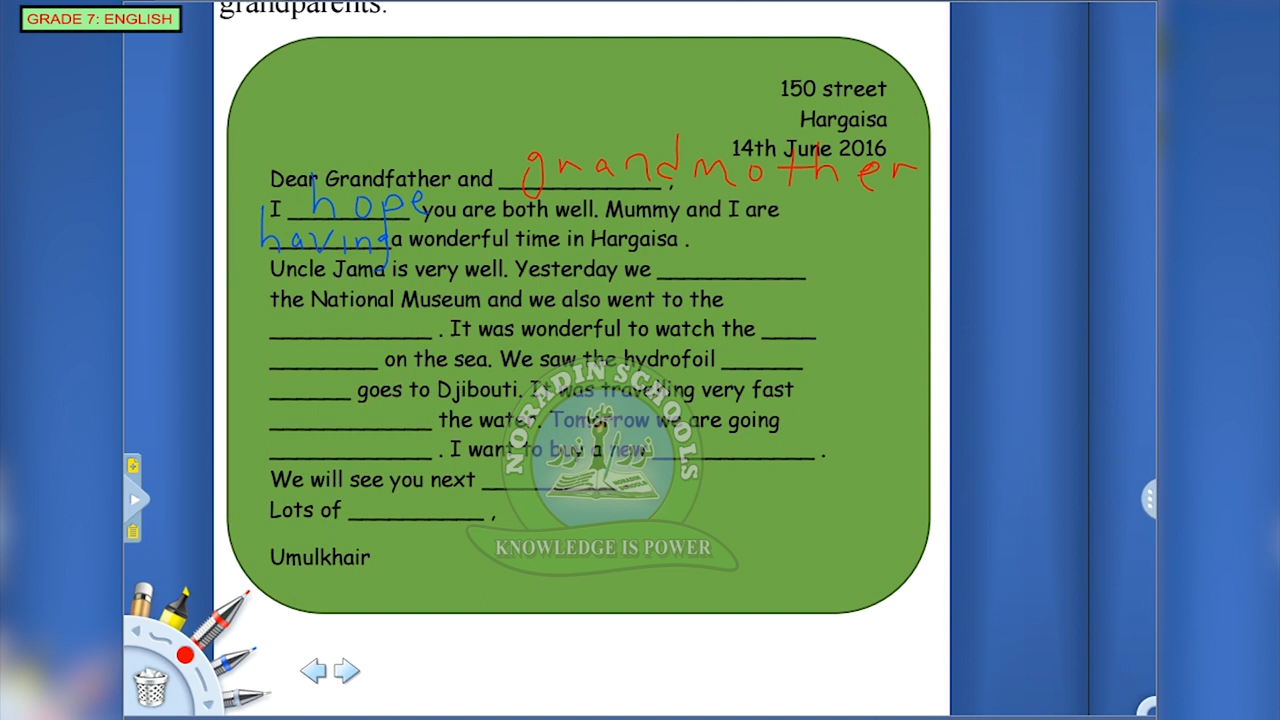 grandparents.
GRADE 7: ENGLISH
150 street
Hargaisa
14th June 2016
Dear Grandfather and grandmother ,
I hope you are both well. Mummy and I are
having a wonderful time in Hargaisa .
Uncle Jama is very well. Yesterday we ___________
the National Museum and we also went to the
____________ . It was wonderful to watch the ____
________ on the sea. We saw the hydrofoil ______
______ goes to Djibouti. It was travelling very fast
____________ the water. Tomorrow we are going
____________ . I want to buy a new ____________ .
We will see you next __________
Lots of __________ ,
Umulkhair
NORADIN SCHOOLS
NORADIN SCHOOLS
KNOWLEDGE IS POWER